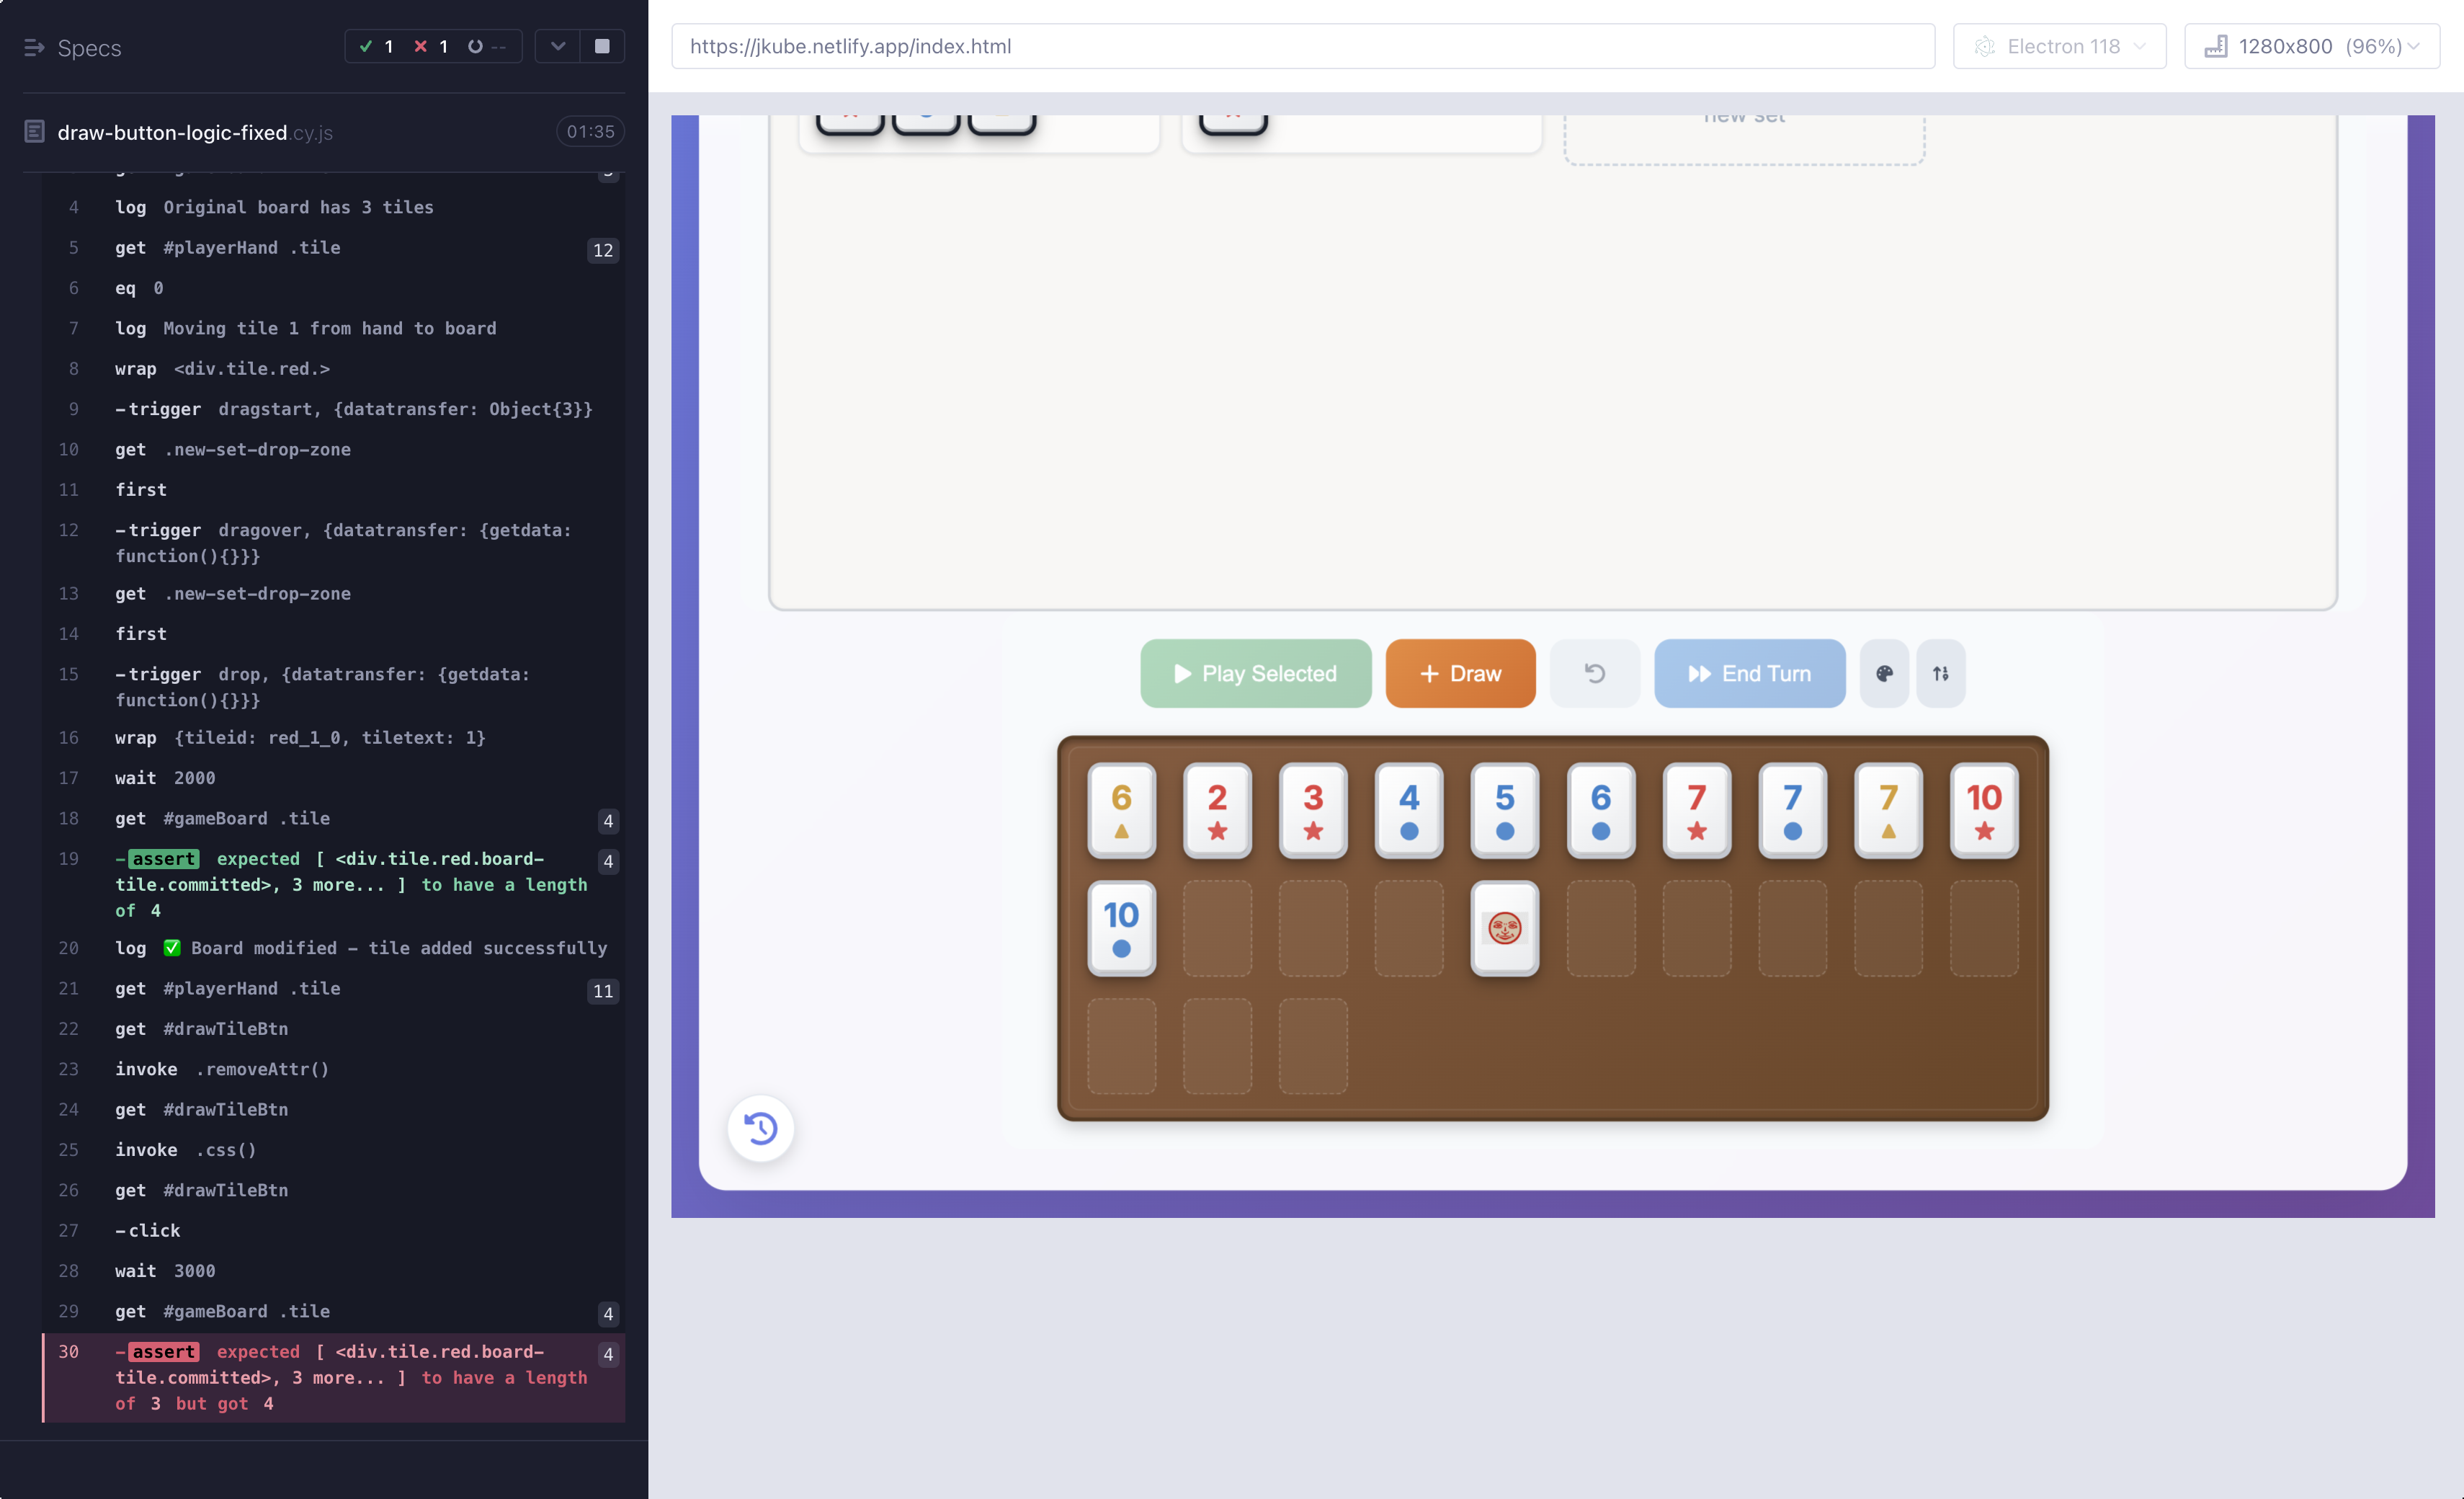 Specs
1
1
--
https://jkube.netlify.app/index.html
Electron 118
1280x800 (96%)
draw-button-logic-fixed.cy.js
01:35
4 log Original board has 3 tiles
5 get #playerHand .tile 12
6 eq 0
7 log Moving tile 1 from hand to board
8 wrap <div.tile.red.>
9 -trigger dragstart, {datatransfer: Object{3}}
10 get .new-set-drop-zone
11 first
12 -trigger dragover, {datatransfer: {getdata:
function(){}}}
13 get .new-set-drop-zone
14 first
15 -trigger drop, {datatransfer: {getdata:
function(){}}}
16 wrap {tileid: red_1_0, tiletext: 1}
17 wait 2000
18 get #gameBoard .tile 4
19 -assert expected [ <div.tile.red.board- 4
tile.committed>, 3 more... ] to have a length
of 4
20 log ✅ Board modified - tile added successfully
21 get #playerHand .tile 11
22 get #drawTileBtn
23 invoke .removeAttr()
24 get #drawTileBtn
25 invoke .css()
26 get #drawTileBtn
27 -click
28 wait 3000
29 get #gameBoard .tile 4
30 -assert expected [ <div.tile.red.board- 4
tile.committed>, 3 more... ] to have a length
of 3 but got 4
new set
Play Selected
Draw
End Turn
6 2 3 4 5 6 7 7 7 10
10